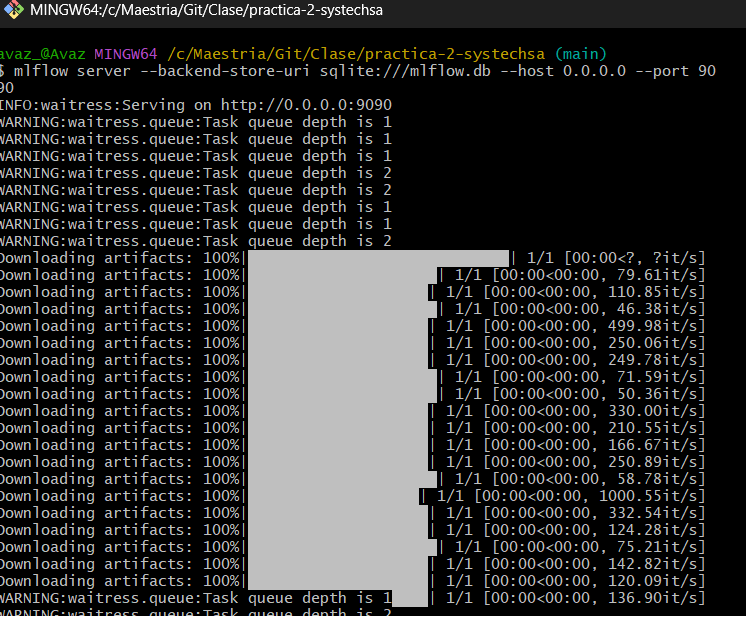 MINGW64:/c/Maestria/Git/Clase/practica-2-systechsa
avaz_@Avaz MINGW64 /c/Maestria/Git/Clase/practica-2-systechsa (main)
$ mlflow server --backend-store-uri sqlite:///mlflow.db --host 0.0.0.0 --port 90
90
INFO:waitress:Serving on http://0.0.0.0:9090
WARNING:waitress.queue:Task queue depth is 1
WARNING:waitress.queue:Task queue depth is 1
WARNING:waitress.queue:Task queue depth is 1
WARNING:waitress.queue:Task queue depth is 2
WARNING:waitress.queue:Task queue depth is 2
WARNING:waitress.queue:Task queue depth is 1
WARNING:waitress.queue:Task queue depth is 1
WARNING:waitress.queue:Task queue depth is 2
Downloading artifacts: 100%| | 1/1 [00:00<?, ?it/s]
Downloading artifacts: 100%| | 1/1 [00:00<00:00, 79.61it/s]
Downloading artifacts: 100%| | 1/1 [00:00<00:00, 110.85it/s]
Downloading artifacts: 100%| | 1/1 [00:00<00:00, 46.38it/s]
Downloading artifacts: 100%| | 1/1 [00:00<00:00, 499.98it/s]
Downloading artifacts: 100%| | 1/1 [00:00<00:00, 250.06it/s]
Downloading artifacts: 100%| | 1/1 [00:00<00:00, 249.78it/s]
Downloading artifacts: 100%| | 1/1 [00:00<00:00, 71.59it/s]
Downloading artifacts: 100%| | 1/1 [00:00<00:00, 50.36it/s]
Downloading artifacts: 100%| | 1/1 [00:00<00:00, 330.00it/s]
Downloading artifacts: 100%| | 1/1 [00:00<00:00, 210.55it/s]
Downloading artifacts: 100%| | 1/1 [00:00<00:00, 166.67it/s]
Downloading artifacts: 100%| | 1/1 [00:00<00:00, 250.89it/s]
Downloading artifacts: 100%| | 1/1 [00:00<00:00, 58.78it/s]
Downloading artifacts: 100%| | 1/1 [00:00<00:00, 1000.55it/s]
Downloading artifacts: 100%| | 1/1 [00:00<00:00, 332.54it/s]
Downloading artifacts: 100%| | 1/1 [00:00<00:00, 124.28it/s]
Downloading artifacts: 100%| | 1/1 [00:00<00:00, 75.21it/s]
Downloading artifacts: 100%| | 1/1 [00:00<00:00, 142.82it/s]
Downloading artifacts: 100%| | 1/1 [00:00<00:00, 120.09it/s]
WARNING:waitress.queue:Task queue depth is 1 | 1/1 [00:00<00:00, 136.90it/s]
WARNING:waitress.queue:Task queue depth is 2